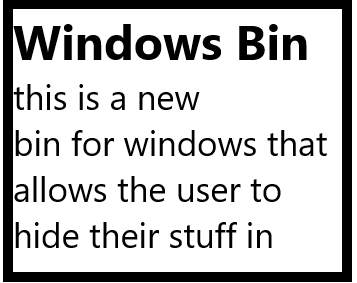 Windows Bin
this is a new
bin for windows that
allows the user to
hide their stuff in